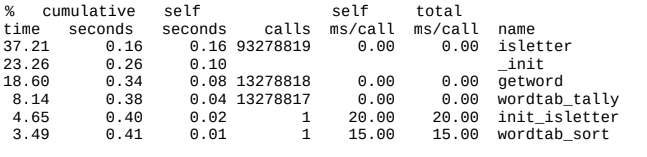 %   cumulative   self              self     total
time   seconds   seconds    calls  ms/call  ms/call  name
37.21      0.16     0.16 93278819     0.00     0.00  isletter
23.26      0.26     0.10                             _init
18.60      0.34     0.08 13278818     0.00     0.00  getword
8.14      0.38     0.04 13278817     0.00     0.00  wordtab_tally
4.65      0.40     0.02        1    20.00    20.00  init_isletter
3.49      0.41     0.01        1    15.00    15.00  wordtab_sort